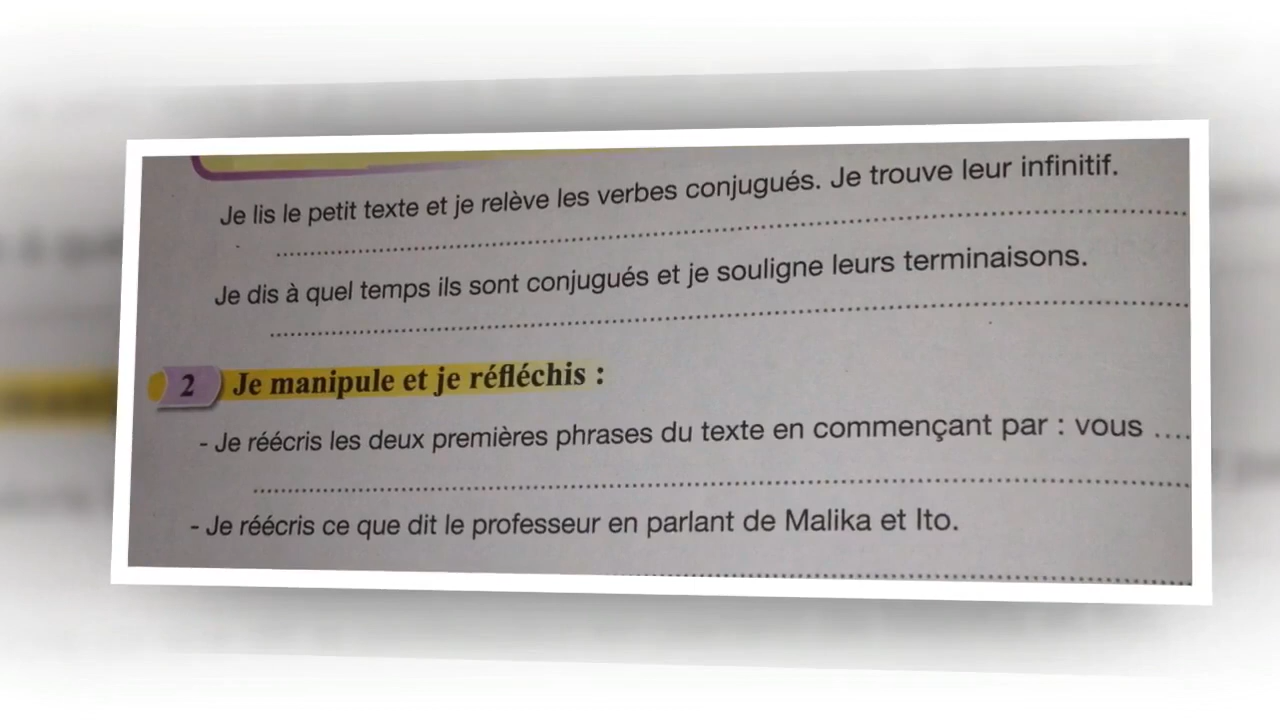 Je lis le petit texte et je relève les verbes conjugués. Je trouve leur infinitif.
Je dis à quel temps ils sont conjugués et je souligne leurs terminaisons.
2 Je manipule et je réfléchis :
- Je réécris les deux premières phrases du texte en commençant par : vous ....
- Je réécris ce que dit le professeur en parlant de Malika et Ito.